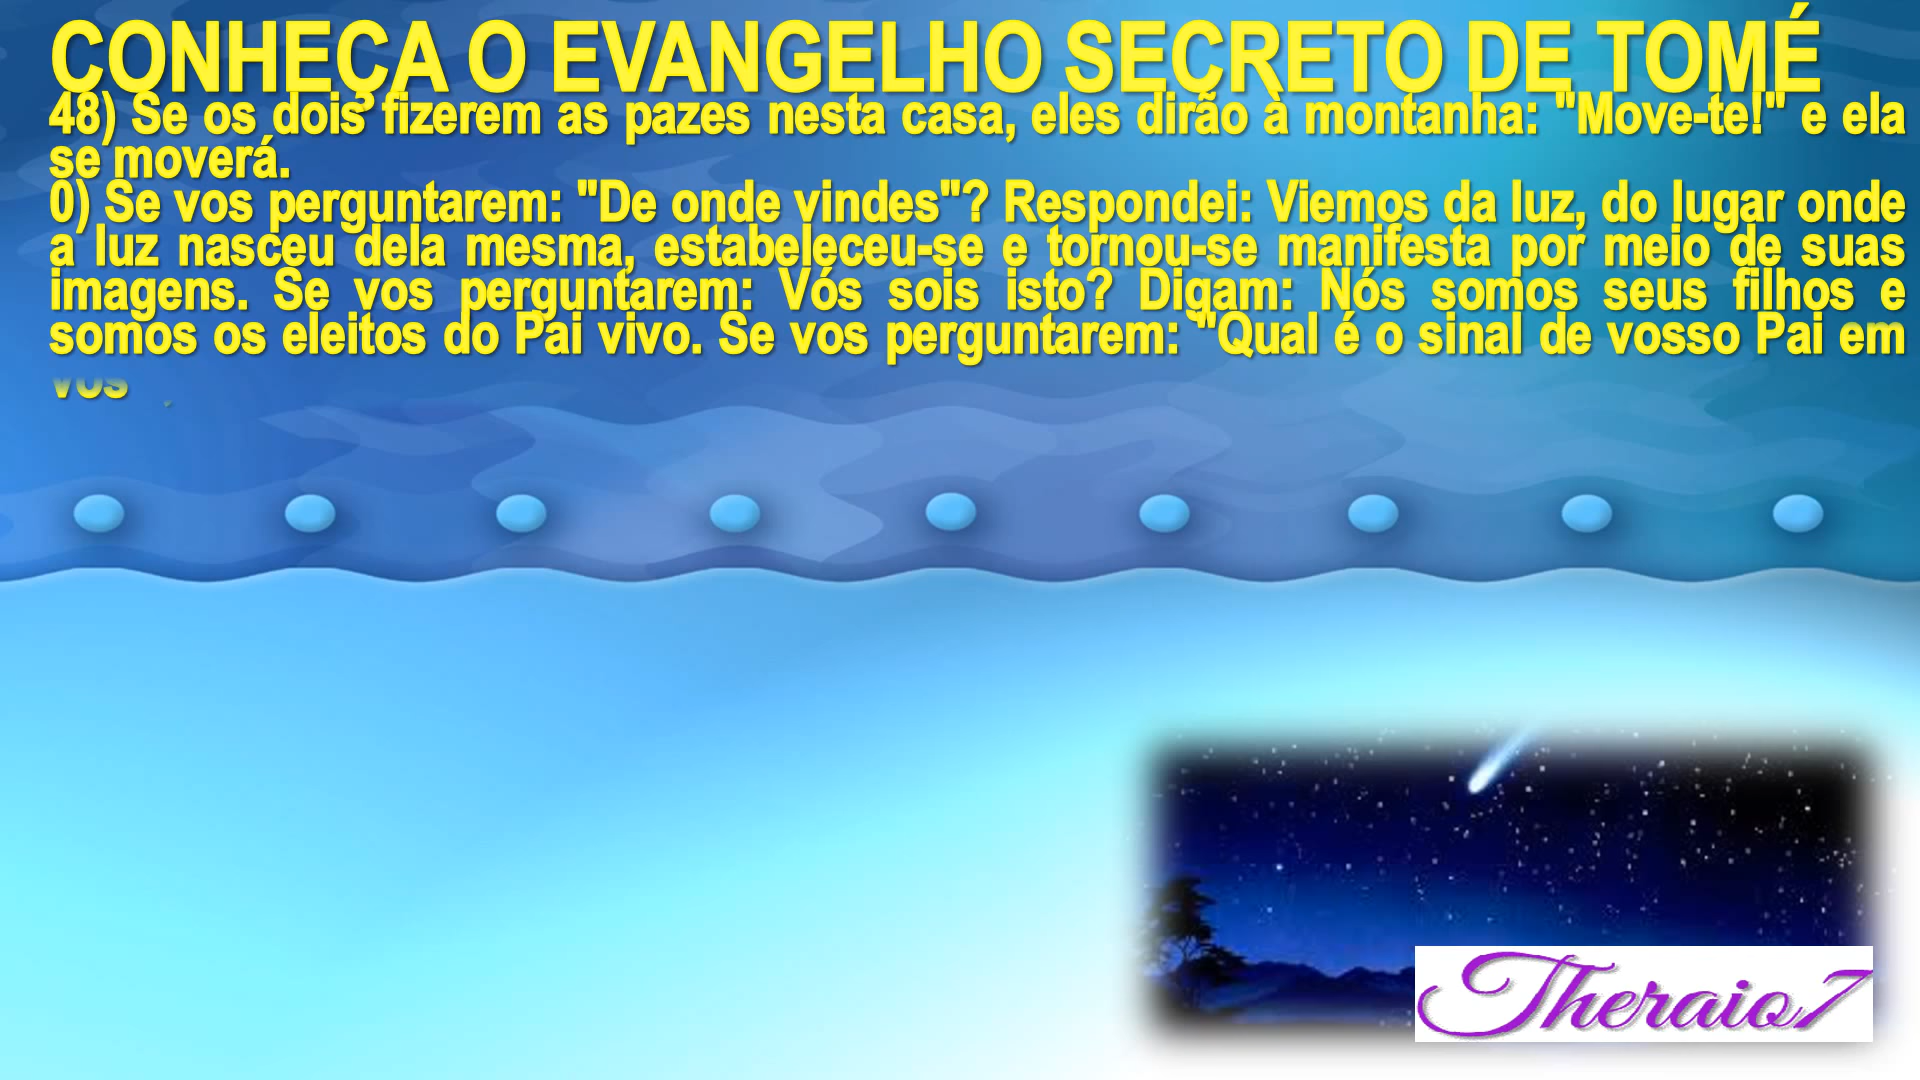 CONHEÇA O EVANGELHO SECRETO DE TOMÉ
48) Se os dois fizerem as pazes nesta casa, eles dirão à montanha: "Move-te!" e ela
se moverá.
0) Se vos perguntarem: "De onde vindes"? Respondei: Viemos da luz, do lugar onde
a luz nasceu dela mesma, estabeleceu-se e tornou-se manifesta por meio de suas
imagens. Se vos perguntarem: Vós sois isto? Digam: Nós somos seus filhos e
somos os eleitos do Pai vivo. Se vos perguntarem: "Qual é o sinal de vosso Pai em
vós
Theraio7